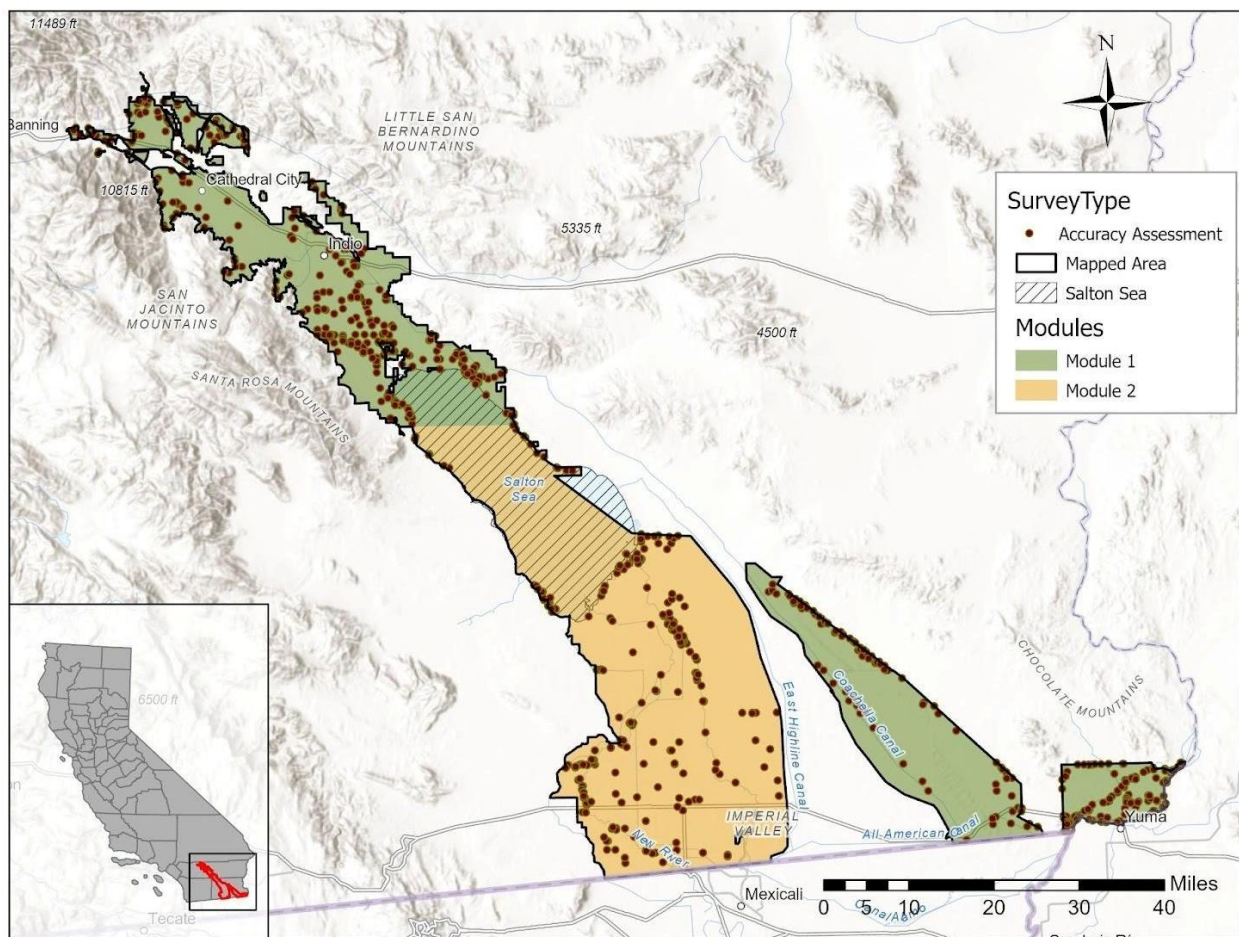 11489 ft
N
Banning
LITTLE SAN
BERNARDINO
MOUNTAINS
10815 ft
Cathedral City
SurveyType
Accuracy Assessment
Mapped Area
Salton Sea
Modules
Module 1
Module 2
5335 ft
Indio
SAN
JACINTO
MOUNTAINS
4500 ft
SANTA ROSA MOUNTAINS
Salton
Sea
CHOCOLATE MOUNTAINS
Coachella Canal
East Highline Canal
6500 ft
IMPERIAL
VALLEY
All-American Canal
Yuma
New River
Mexicali
Miles
0 5 10 20 30 40
Tecate